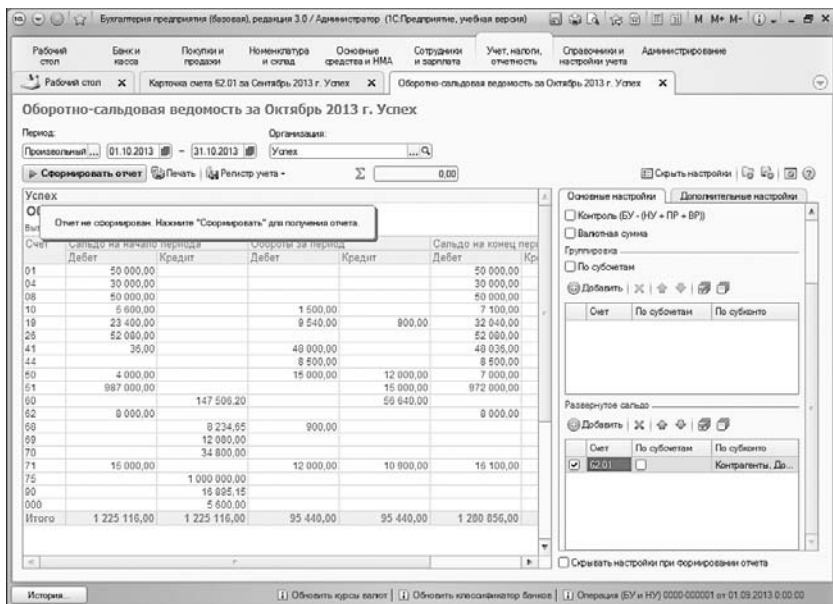 Бухгалтерия предприятия (базовая), редакция 3.0 / Администратор (1С:Предприятие, учебная версия) M M+ M-
Рабочий стол Банк и касса Покупки и продажи Номенклатура и склад Основные средства и НМА Сотрудники и зарплата Учет, налоги, отчетность Справочники и настройки учета Администрирование
Рабочий стол Карточка счета 62.01 за Сентябрь 2013 г. Успех Оборотно-сальдовая ведомость за Октябрь 2013 г. Успех
Оборотно-сальдовая ведомость за Октябрь 2013 г. Успех
Период: Организация:
Произвольный ... 01.10.2013 – 31.10.2013 Успех ...
Сформировать отчет Печать Регистр учета Σ 0,00 Скрыть настройки
Успех
Отчет не сформирован. Нажмите "Сформировать" для получения отчета.
Счет Сальдо на начало периода Обороты за период Сальдо на конец пери
Дебет Кредит Дебет Кредит Дебет Кр
01 50 000,00 50 000,00
04 30 000,00 30 000,00
08 50 000,00 50 000,00
10 5 600,00 1 500,00 7 100,00
19 23 400,00 9 540,00 900,00 32 040,00
26 52 080,00 52 080,00
41 36,00 48 000,00 48 036,00
44 8 500,00 8 500,00
50 4 000,00 15 000,00 12 000,00 7 000,00
51 987 000,00 15 000,00 972 000,00
60 147 506,20 56 640,00
62 8 000,00 8 000,00
68 8 234,65 900,00
69 12 080,00
70 34 800,00
71 15 000,00 12 000,00 10 900,00 16 100,00
75 1 000 000,00
90 16 895,15
000 5 600,00
Итого 1 225 116,00 1 225 116,00 95 440,00 95 440,00 1 280 856,00
Основные настройки Дополнительные настройки
Контроль (БУ - (НУ + ПР + ВР))
Валютная сумма
Группировка
По субсчетам
Добавить
Счет По субсчетам По субконто
Развернутое сальдо
Добавить
Счет По субсчетам По субконто
62.01 Контрагенты, До...
Скрывать настройки при формировании отчета
История... Обновить курсы валют Обновить классификатор банков Операция (БУ и НУ) 0000-000001 от 01.09.2013 0:00:00